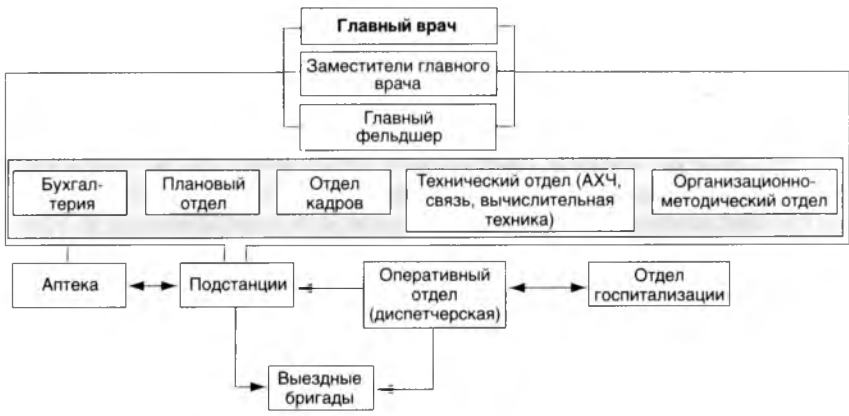 Главный врач
Заместители главного
врача
Главный
фельдшер
Бухгал-
терия
Плановый
отдел
Отдел
кадров
Технический отдел (АХЧ,
связь, вычислительная
техника)
Организационно-
методический отдел
Аптека
Подстанции
Оперативный
отдел
(диспетчерская)
Отдел
госпитализации
Выездные
бригады